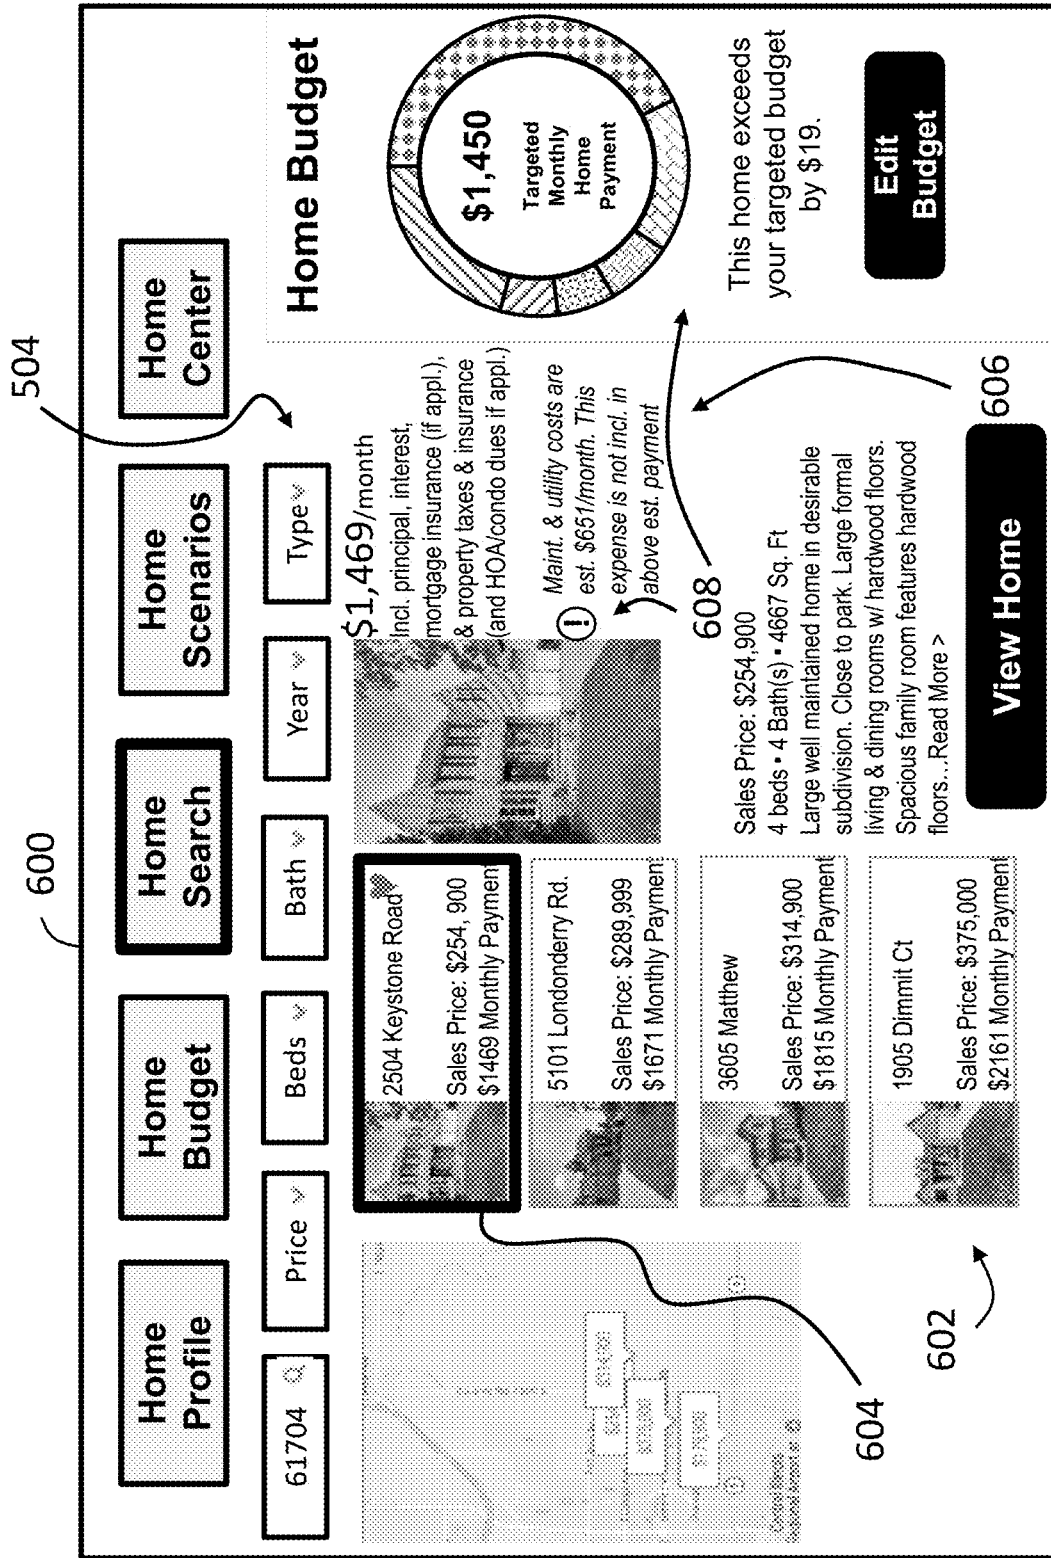 600
504
Home
Profile
Home
Budget
Home
Search
Home
Scenarios
Home
Center
61704
Price
Beds
Bath
Year
Type
2504 Keystone Road
Sales Price: $254, 900
$1469 Monthly Payment
5101 Londonderry Rd.
Sales Price: $289,999
$1671 Monthly Payment
3605 Matthew
Sales Price: $314,900
$1815 Monthly Payment
1905 Dimmit Ct
Sales Price: $375,000
$2161 Monthly Payment
$1,469/month
Incl. principal, interest,
mortgage insurance (if appl.),
& property taxes & insurance
(and HOA/condo dues if appl.)
!
Maint. & utility costs are
est. $651/month. This
expense is not incl. in
above est. payment
Sales Price: $254,900
4 beds • 4 Bath(s) • 4667 Sq. Ft
Large well maintained home in desirable
subdivision. Close to park. Large formal
living & dining rooms w/ hardwood floors.
Spacious family room features hardwood
floors...Read More >
View Home
Home Budget
$1,450
Targeted
Monthly
Home
Payment
This home exceeds
your targeted budget
by $19.
Edit
Budget
604
602
608
606